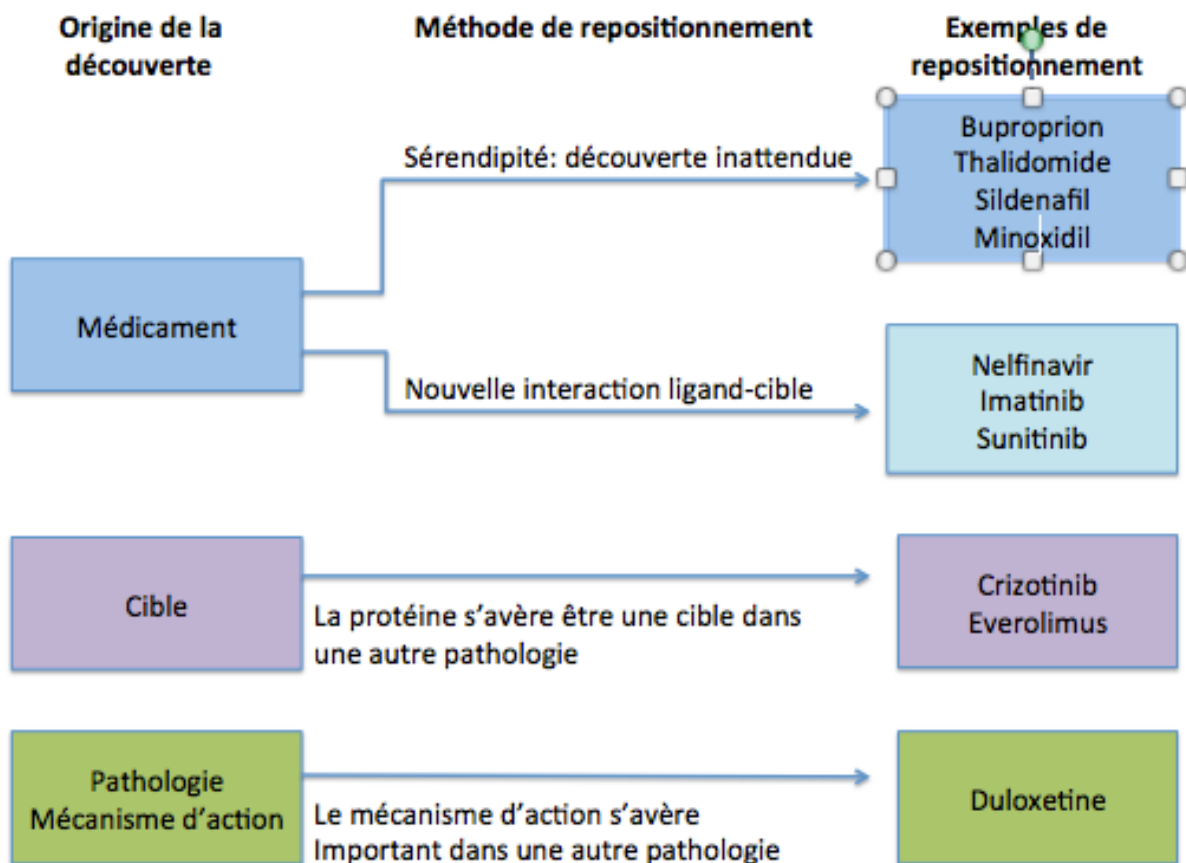 Origine de la
découverte
Méthode de repositionnement
Exemples de
repositionnement
Sérendipité: découverte inattendue
Buproprion
Thalidomide
Sildenafil
Minoxidil
Médicament
Nouvelle interaction ligand-cible
Nelfinavir
Imatinib
Sunitinib
Cible
La protéine s’avère être une cible dans
une autre pathologie
Crizotinib
Everolimus
Pathologie
Mécanisme d’action
Le mécanisme d’action s’avère
Important dans une autre pathologie
Duloxetine